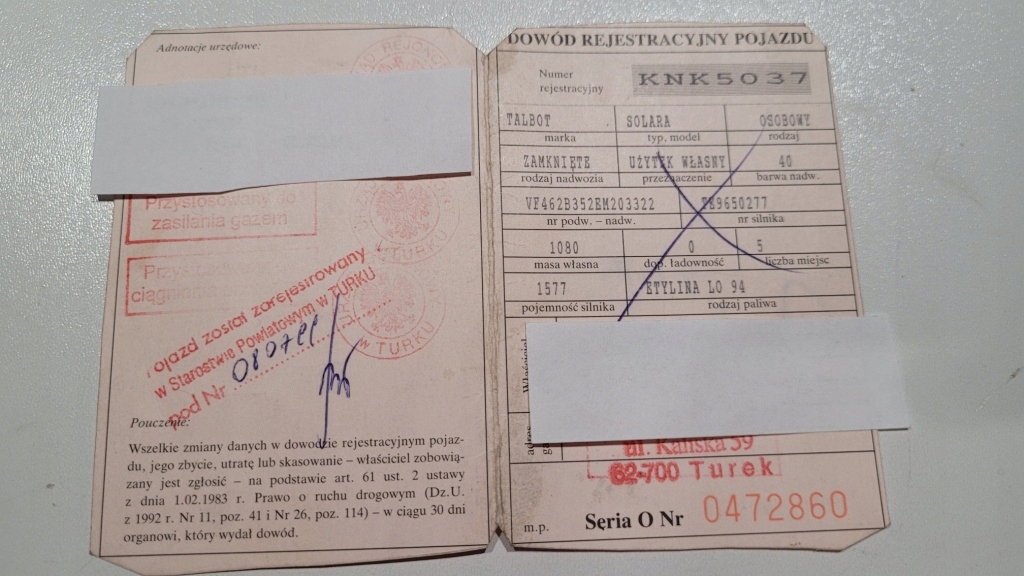 Adnotacje urzędowe:
Przystosowany do
zasilania gazem
Pojazd został zarejestrowany
w Starostwie Powiatowym w TURKU
pod Nr
w TURKU
w TURKU
Pouczenie:
Wszelkie zmiany danych w dowodzie rejestracyjnym pojaz-
du, jego zbycie, utratę lub skasowanie – właściciel zobowią-
zany jest zgłosić – na podstawie art. 61 ust. 2 ustawy
z dnia 1.02.1983 r. Prawo o ruchu drogowym (Dz.U.
z 1992 r. Nr 11, poz. 41 i Nr 26, poz. 114) – w ciągu 30 dni
organowi, który wydał dowód.
DOWÓD REJESTRACYJNY POJAZDU
Numer
rejestracyjny
KNK5037
TALBOT SOLARA OSOBOWY
marka typ, model rodzaj
ZAMKNIĘTE UŻYTEK WŁASNY 40
rodzaj nadwozia przeznaczenie barwa nadw.
VF462B352EM203322
nr podw. – nadw. nr silnika
1080 0 5
masa własna dop. ładowność liczba miejsc
1577 ETYLINA LO 94
pojemność silnika rodzaj paliwa
Właściciel
ul. Kaliska 59
62-700 Turek
m.p. Seria O Nr 0472860